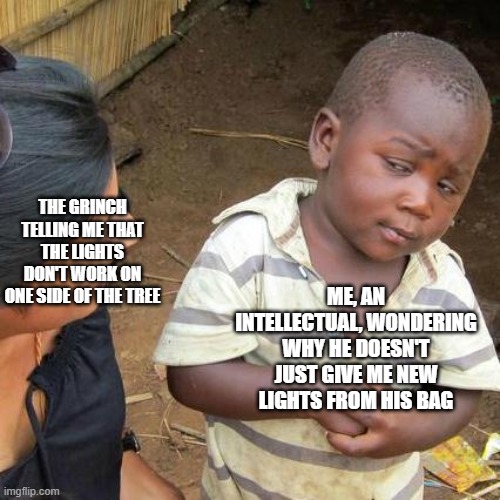 THE GRINCH
TELLING ME THAT
THE LIGHTS
DON'T WORK ON
ONE SIDE OF THE TREE
ME, AN
INTELLECTUAL, WONDERING
WHY HE DOESN'T
JUST GIVE ME NEW
LIGHTS FROM HIS BAG
imgflip.com